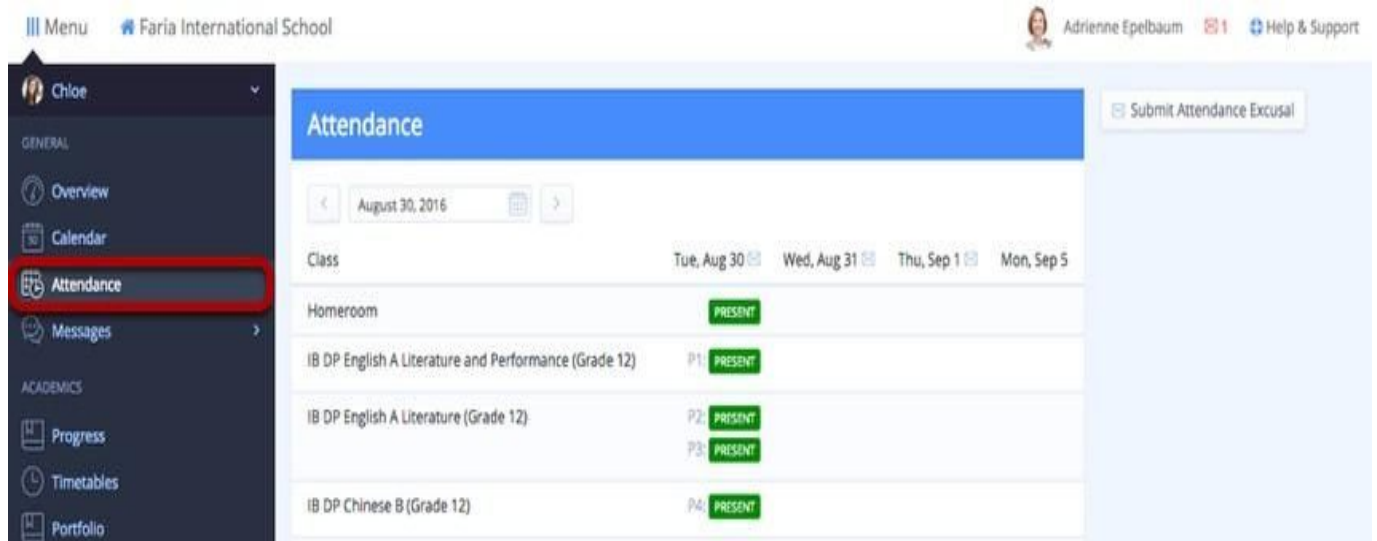 Menu Faria International School Adrienne Epelbaum 1 Help & Support
Chloe
GENERAL
Overview
Calendar
Attendance
Messages
ACADEMICS
Progress
Timetables
Portfolio
Attendance
August 30, 2016
Class Tue, Aug 30 Wed, Aug 31 Thu, Sep 1 Mon, Sep 5
Homeroom PRESENT
IB DP English A Literature and Performance (Grade 12) P1: PRESENT
IB DP English A Literature (Grade 12) P2: PRESENT
P3: PRESENT
IB DP Chinese B (Grade 12) P4: PRESENT
Submit Attendance Excusal